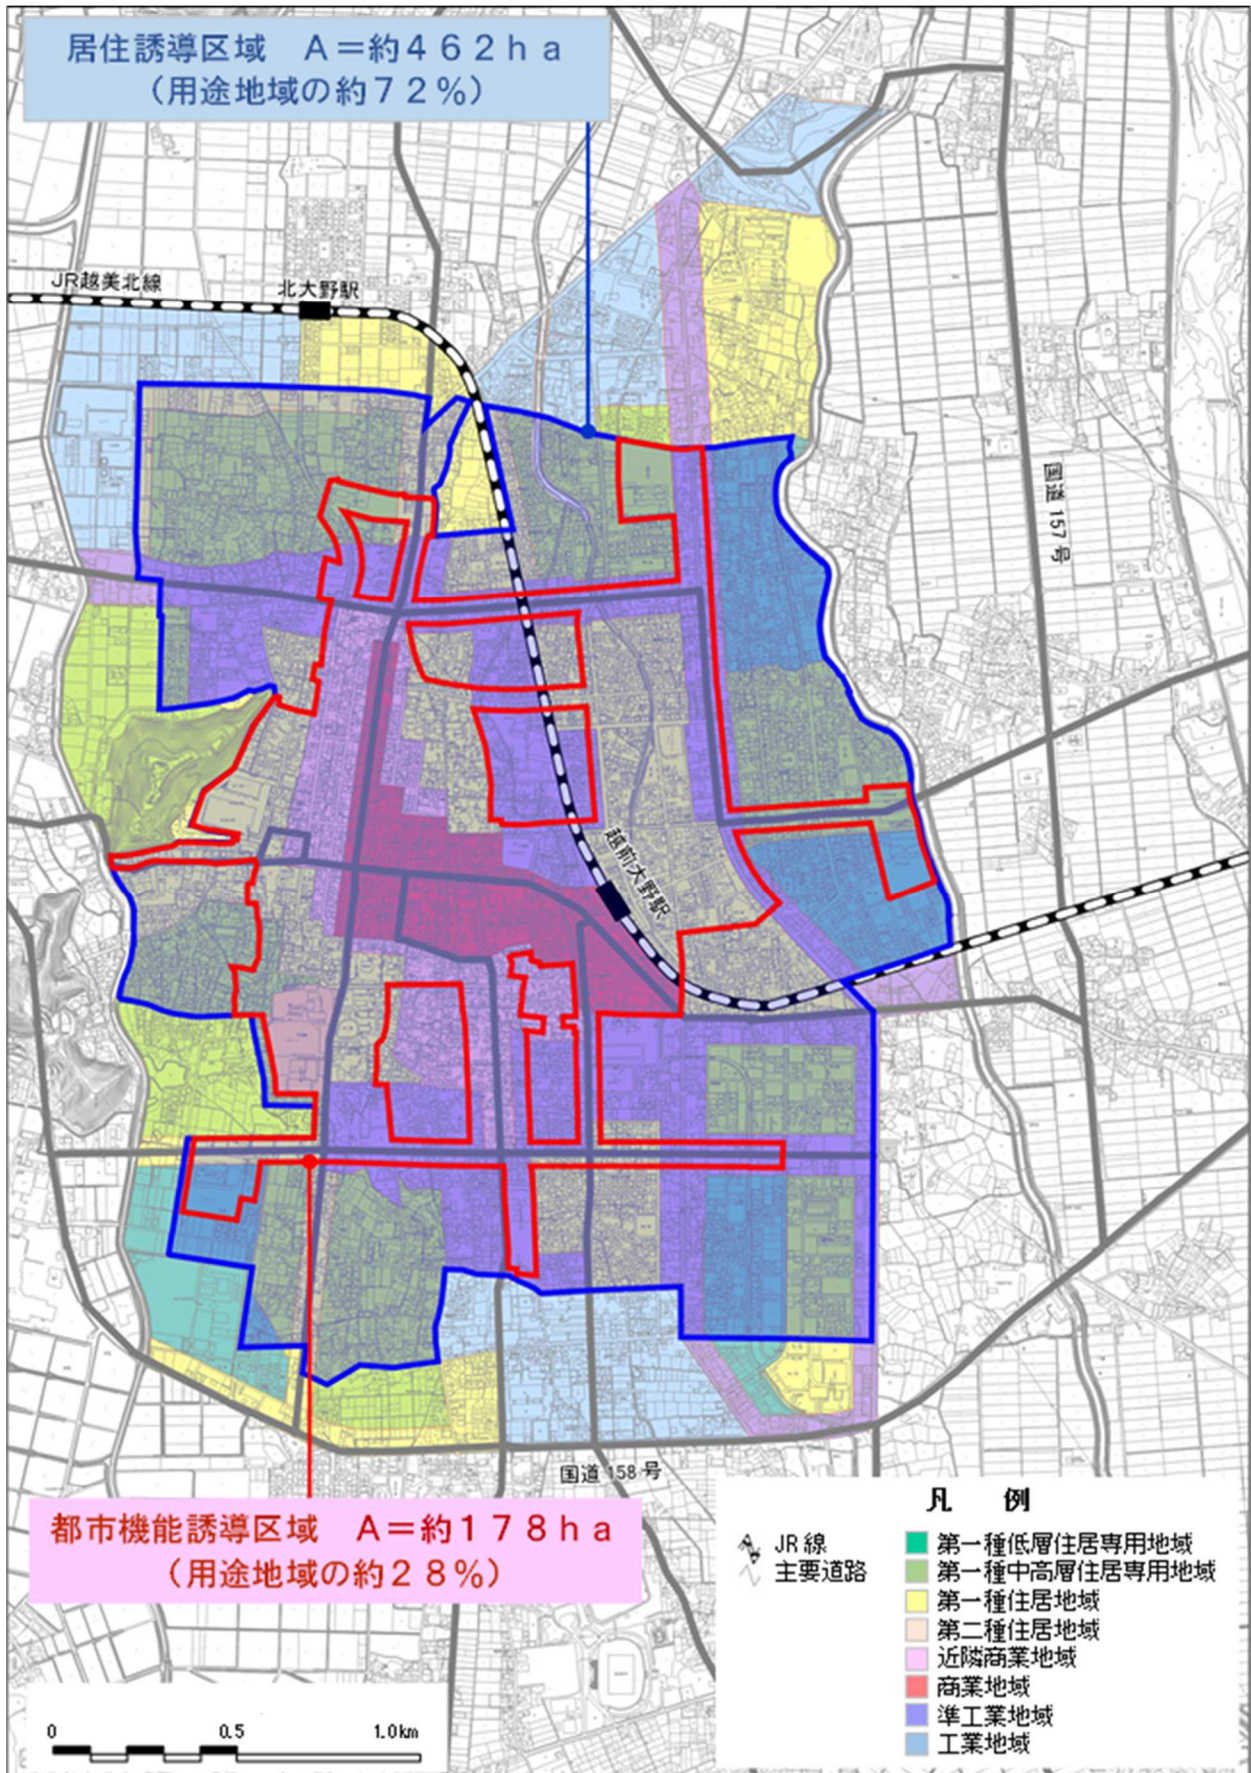 居住誘導区域　A＝約４６２ｈａ
（用途地域の約７２％）
JR越美北線
北大野駅
国道157号
越前大野駅
国道158号
都市機能誘導区域　A＝約１７８ｈａ
（用途地域の約２８％）
凡　例
JR線
主要道路
第一種低層住居専用地域
第一種中高層住居専用地域
第一種住居地域
第二種住居地域
近隣商業地域
商業地域
準工業地域
工業地域
0 0.5 1.0km